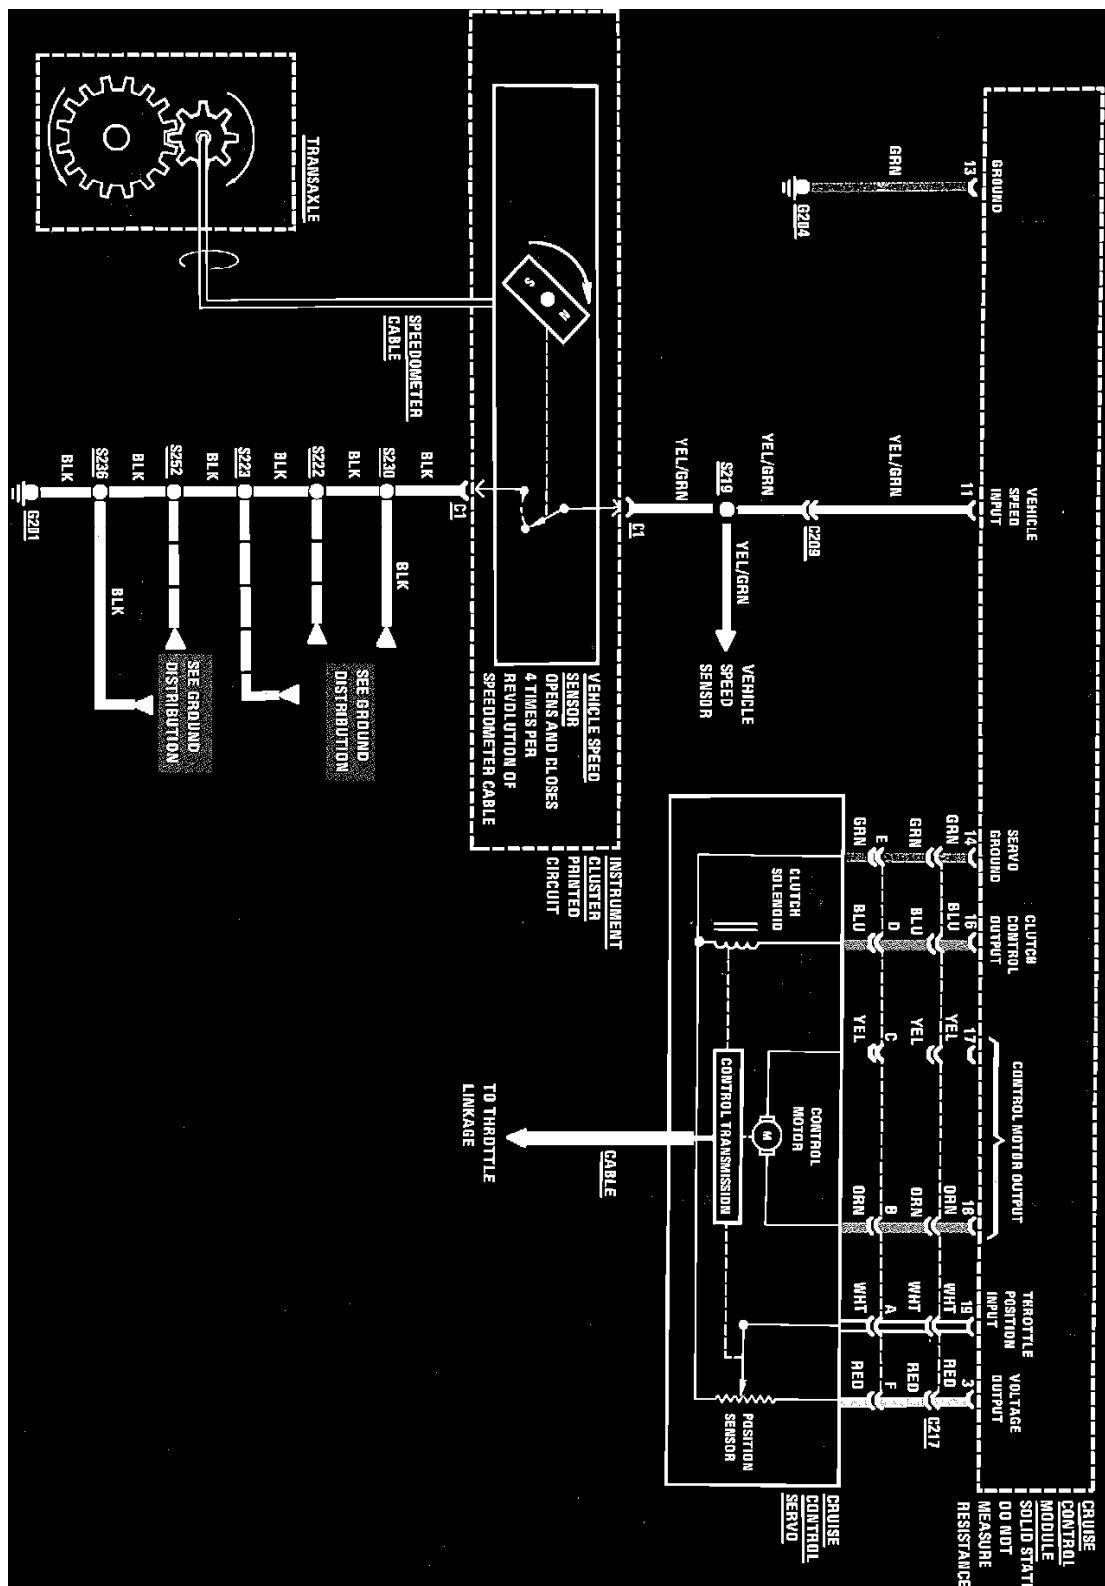 CRUISE
CONTROL
MODULE
SOLID STATE
DO NOT
MEASURE
RESISTANCE
GROUND
13
GRN
G204
VEHICLE
SPEED
INPUT
11
YEL/GRN
C209
YEL/GRN
S219
YEL/GRN
C1
YEL/GRN
VEHICLE
SPEED
SENSOR
SERVO
GROUND
14
GRN
GRN
E
GRN
CLUTCH
CONTROL
OUTPUT
16
BLU
BLU
D
BLU
CONTROL MOTOR OUTPUT
17
YEL
YEL
C
YEL
18
ORN
ORN
B
ORN
THROTTLE
POSITION
INPUT
19
WHT
WHT
A
WHT
VOLTAGE
OUTPUT
3
RED
RED
F
RED
C217
CRUISE
CONTROL
SERVO
CLUTCH
SOLENOID
CONTROL
MOTOR
M
CONTROL TRANSMISSION
POSITION
SENSOR
CABLE
TO THROTTLE
LINKAGE
INSTRUMENT
CLUSTER
PRINTED
CIRCUIT
VEHICLE SPEED
SENSOR
OPENS AND CLOSES
4 TIMES PER
REVOLUTION OF
SPEEDOMETER CABLE
S
N
TRANSAXLE
SPEEDOMETER
CABLE
C1
BLK
S230
BLK
S222
BLK
S223
BLK
S252
BLK
S236
BLK
G201
BLK
BLK
SEE GROUND
DISTRIBUTION
SEE GROUND
DISTRIBUTION